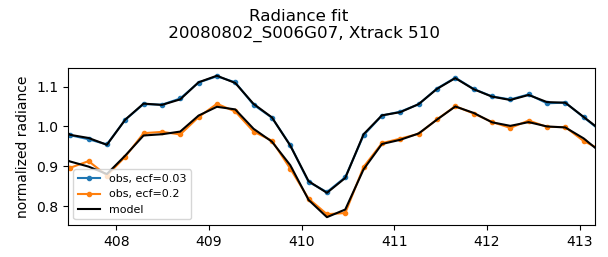 Radiance fit
20080802_S006G07, Xtrack 510
normalized radiance
1.1
1.0
0.9
0.8
obs, ecf=0.03
obs, ecf=0.2
model
408
409
410
411
412
413